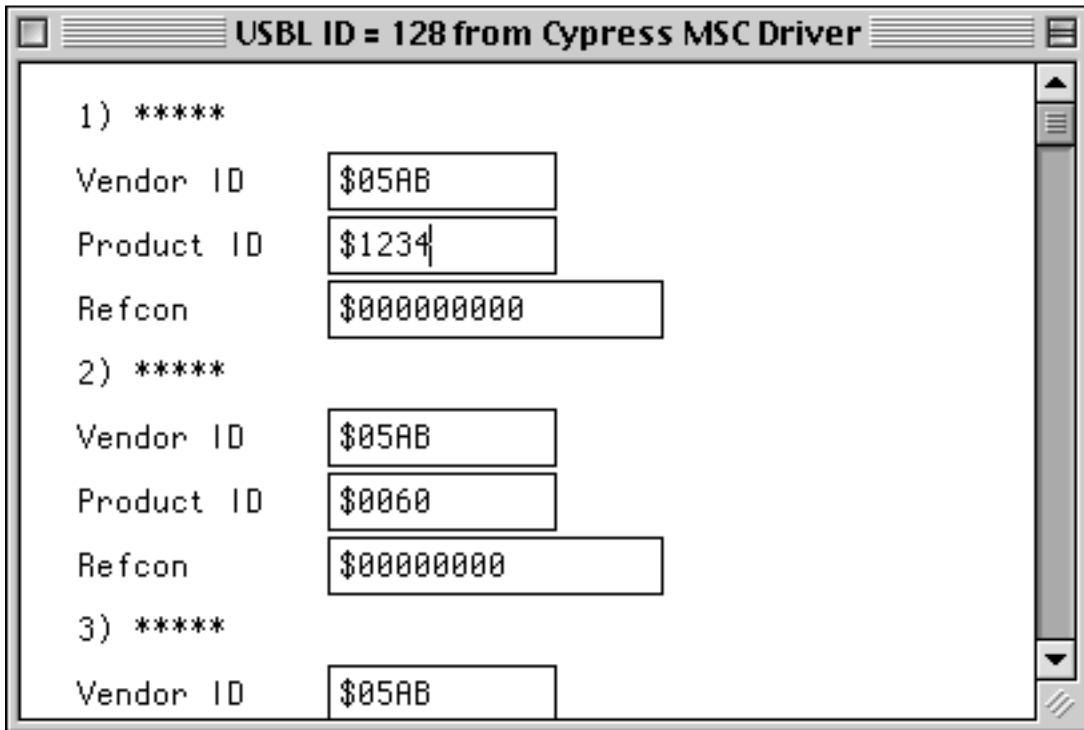 USBL ID = 128 from Cypress MSC Driver
1) *****
Vendor ID $05AB
Product ID $1234
Refcon $000000000
2) *****
Vendor ID $05AB
Product ID $0060
Refcon $00000000
3) *****
Vendor ID $05AB